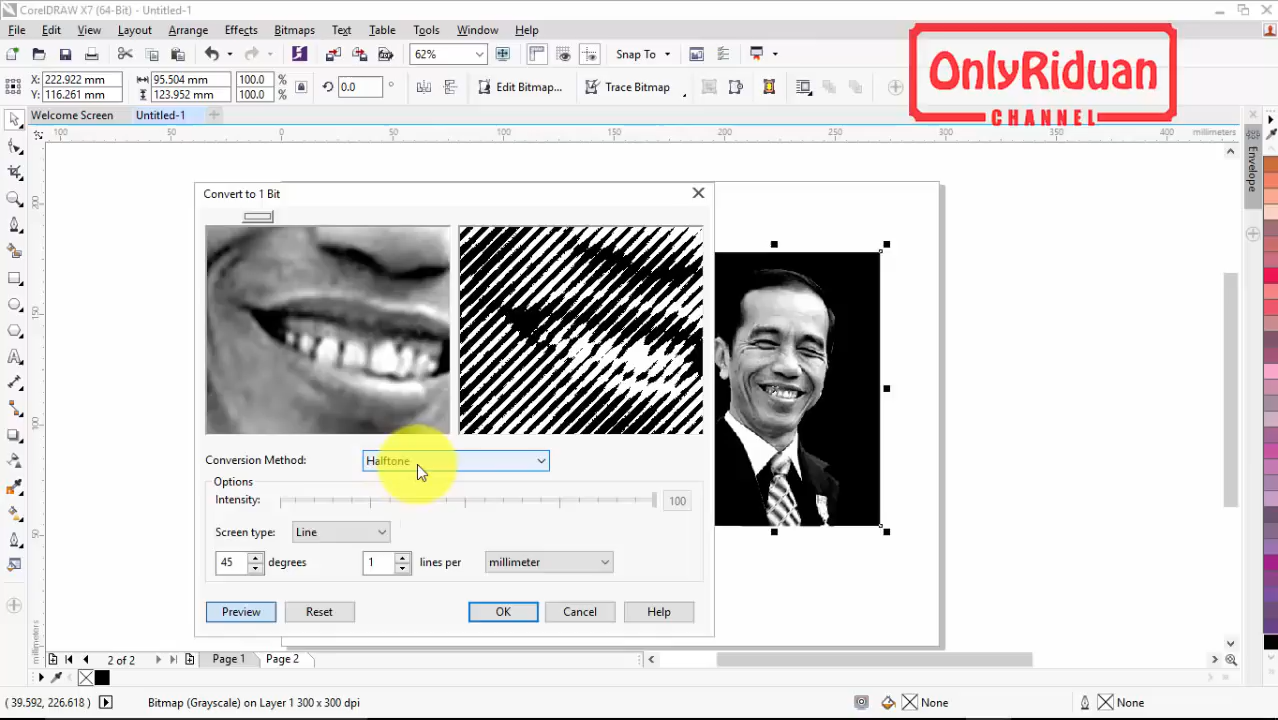 CorelDRAW X7 (64-Bit) - Untitled-1
File Edit View Layout Arrange Effects Bitmaps Text Table Tools Window Help
62% Snap To
X: 222.922 mm 95.504 mm 100.0 % 0.0 ° Edit Bitmap... Trace Bitmap
Y: 116.261 mm 123.952 mm 100.0 %
OnlyRiduan
CHANNEL
Welcome Screen Untitled-1
100 50 0 50 100 150 200 250 300 350 400 millimeters
Envelope
200
150
100
50
millimeters
Convert to 1 Bit
Conversion Method: Halftone
Options
Intensity: 100
Screen type: Line
45 degrees 1 lines per millimeter
Preview Reset OK Cancel Help
2 of 2 Page 1 Page 2
( 39.592, 226.618 ) Bitmap (Grayscale) on Layer 1 300 x 300 dpi None None